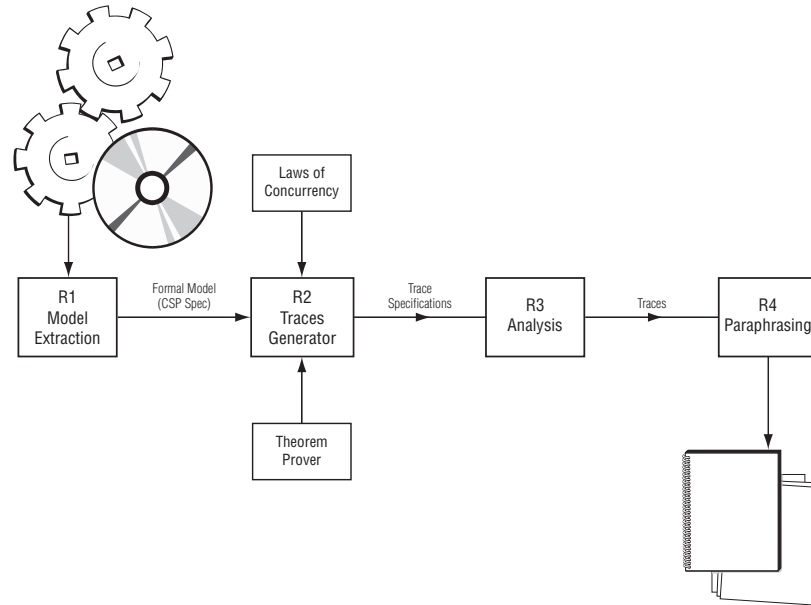 Laws of
Concurrency
R1
Model
Extraction
Formal Model
(CSP Spec)
R2
Traces
Generator
Trace
Specifications
R3
Analysis
Traces
R4
Paraphrasing
Theorem
Prover